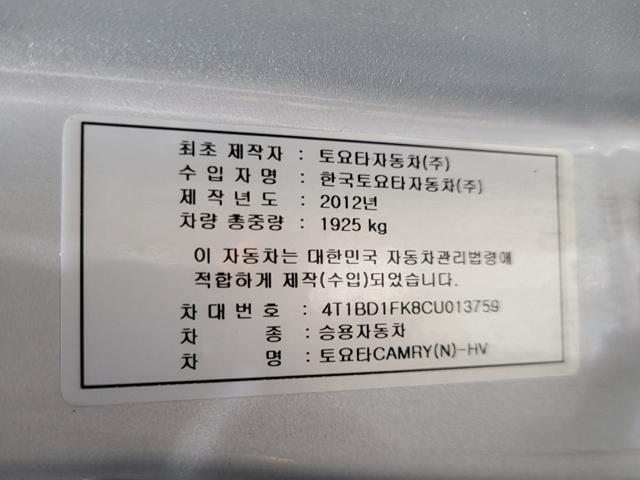 최초 제작자 : 토요타자동차(주)
수 입 자 명 : 한국토요타자동차(주)
제 작 년 도 : 2012년
차량 총중량 : 1925 kg
이 자동차는 대한민국 자동차관리법령에
적합하게 제작(수입)되었습니다.
차 대 번 호 : 4T1BD1FK8CU013759
차 종 : 승용자동차
차 명 : 토요타CAMRY(N)-HV